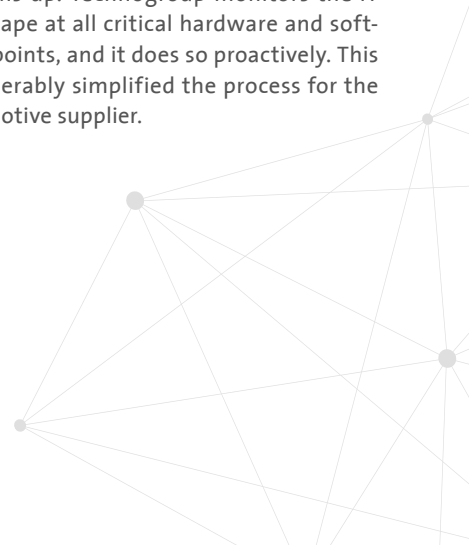 up. Technogroup monitors the
ape at all critical hardware and soft-
points, and it does so proactively. This
erably simplified the process for the
otive supplier.